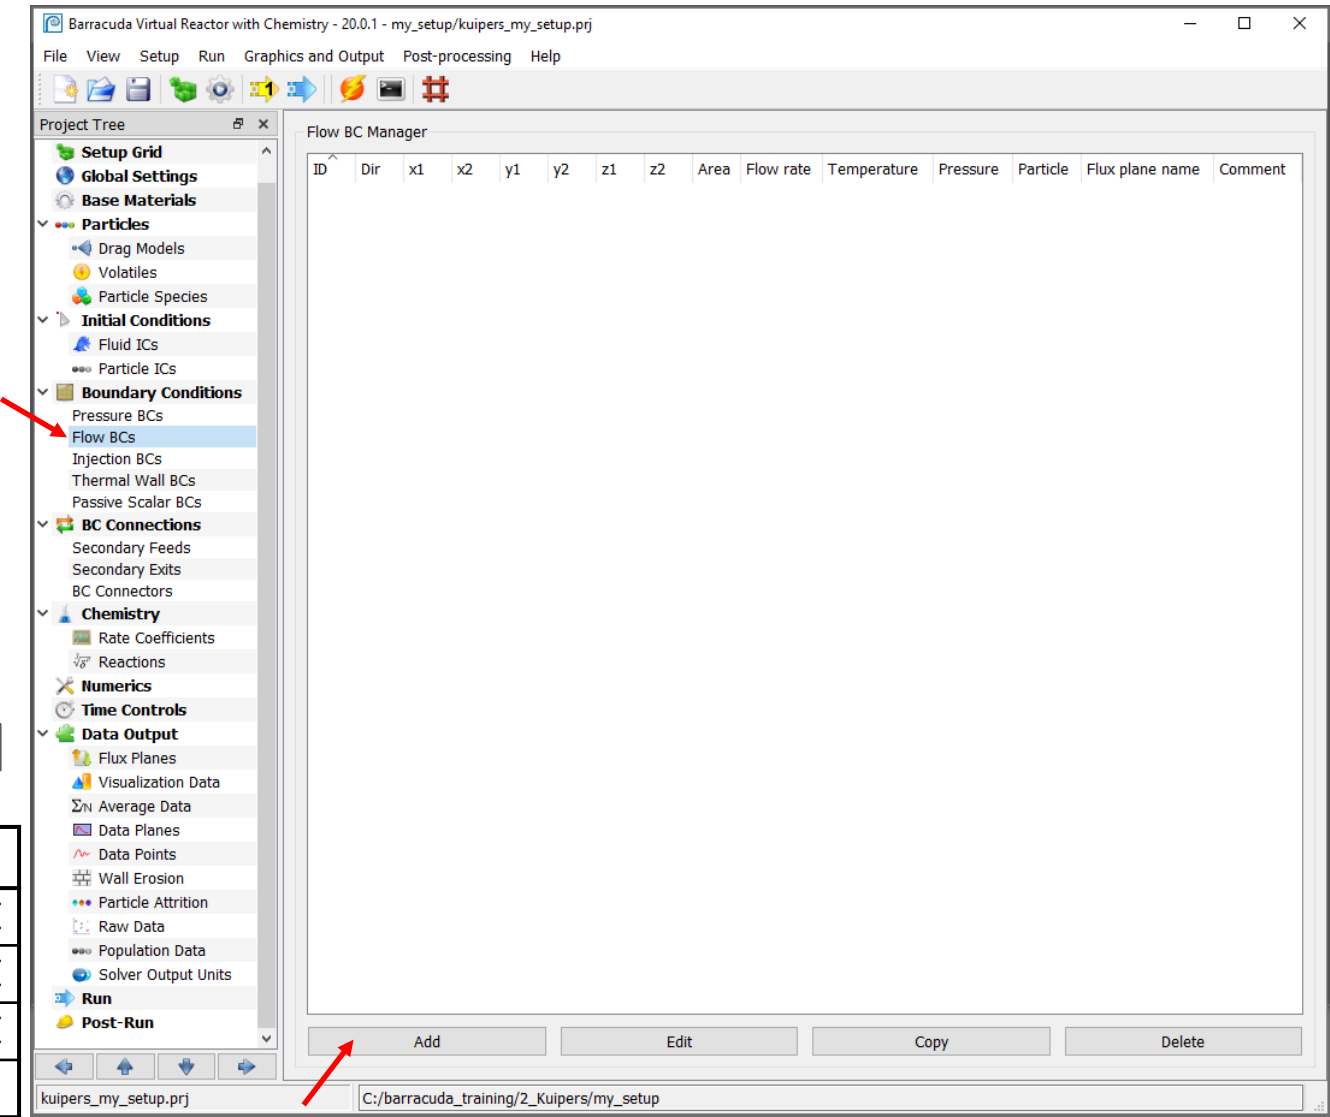 Barracuda Virtual Reactor with Chemistry - 20.0.1 - my_setup/kuipers_my_setup.prj
File View Setup Run Graphics and Output Post-processing Help
1
Project Tree
Setup Grid
Global Settings
Base Materials
Particles
Drag Models
Volatiles
Particle Species
Initial Conditions
Fluid ICs
Particle ICs
Boundary Conditions
Pressure BCs
Flow BCs
Injection BCs
Thermal Wall BCs
Passive Scalar BCs
BC Connections
Secondary Feeds
Secondary Exits
BC Connectors
Chemistry
Rate Coefficients
Reactions
Numerics
Time Controls
Data Output
Flux Planes
Visualization Data
Σ/N Average Data
Data Planes
Data Points
Wall Erosion
Particle Attrition
Raw Data
Population Data
Solver Output Units
Run
Post-Run
Flow BC Manager
ID Dir x1 x2 y1 y2 z1 z2 Area Flow rate Temperature Pressure Particle Flux plane name Comment
Add Edit Copy Delete
kuipers_my_setup.prj
C:/barracuda_training/2_Kuipers/my_setup